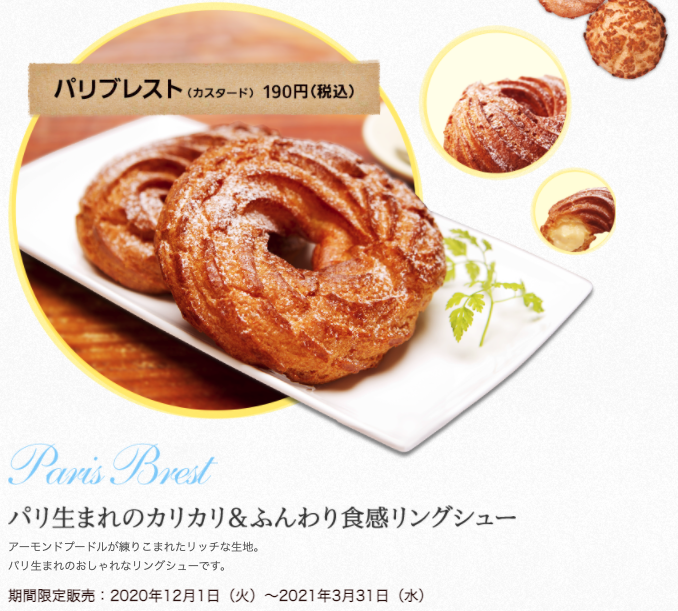 パリブレスト（カスタード）190円（税込）
Paris Brest
パリ生まれのカリカリ＆ふんわり食感リングシュー
アーモンドプードルが練りこまれたリッチな生地。
パリ生まれのおしゃれなリングシューです。
期間限定販売：2020年12月1日（火）〜2021年3月31日（水）